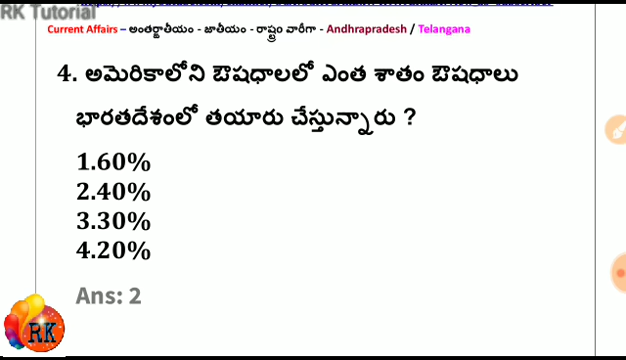 RK Tutorial
Current Affairs – అంతర్జాతీయం - జాతీయం - రాష్ట్రం వారీగా - Andhrapradesh / Telangana
4. అమెరికాలోని ఔషధాలలో ఎంత శాతం ఔషధాలు
భారతదేశంలో తయారు చేస్తున్నారు ?
1.60%
2.40%
3.30%
4.20%
Ans: 2
RK